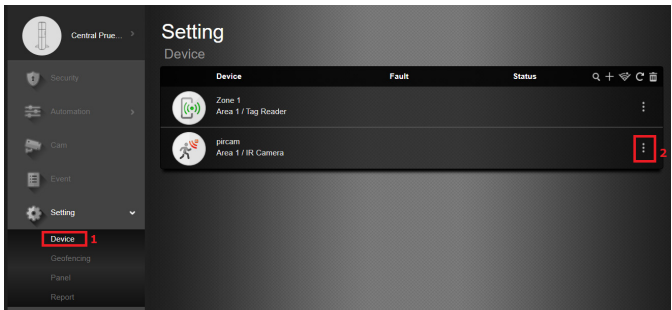 Central Prue...
Security
Automation
Cam
Event
Setting
Device 1
Geofencing
Panel
Report
Setting
Device
Device Fault Status
Zone 1
Area 1 / Tag Reader
pircam
Area 1 / IR Camera
2